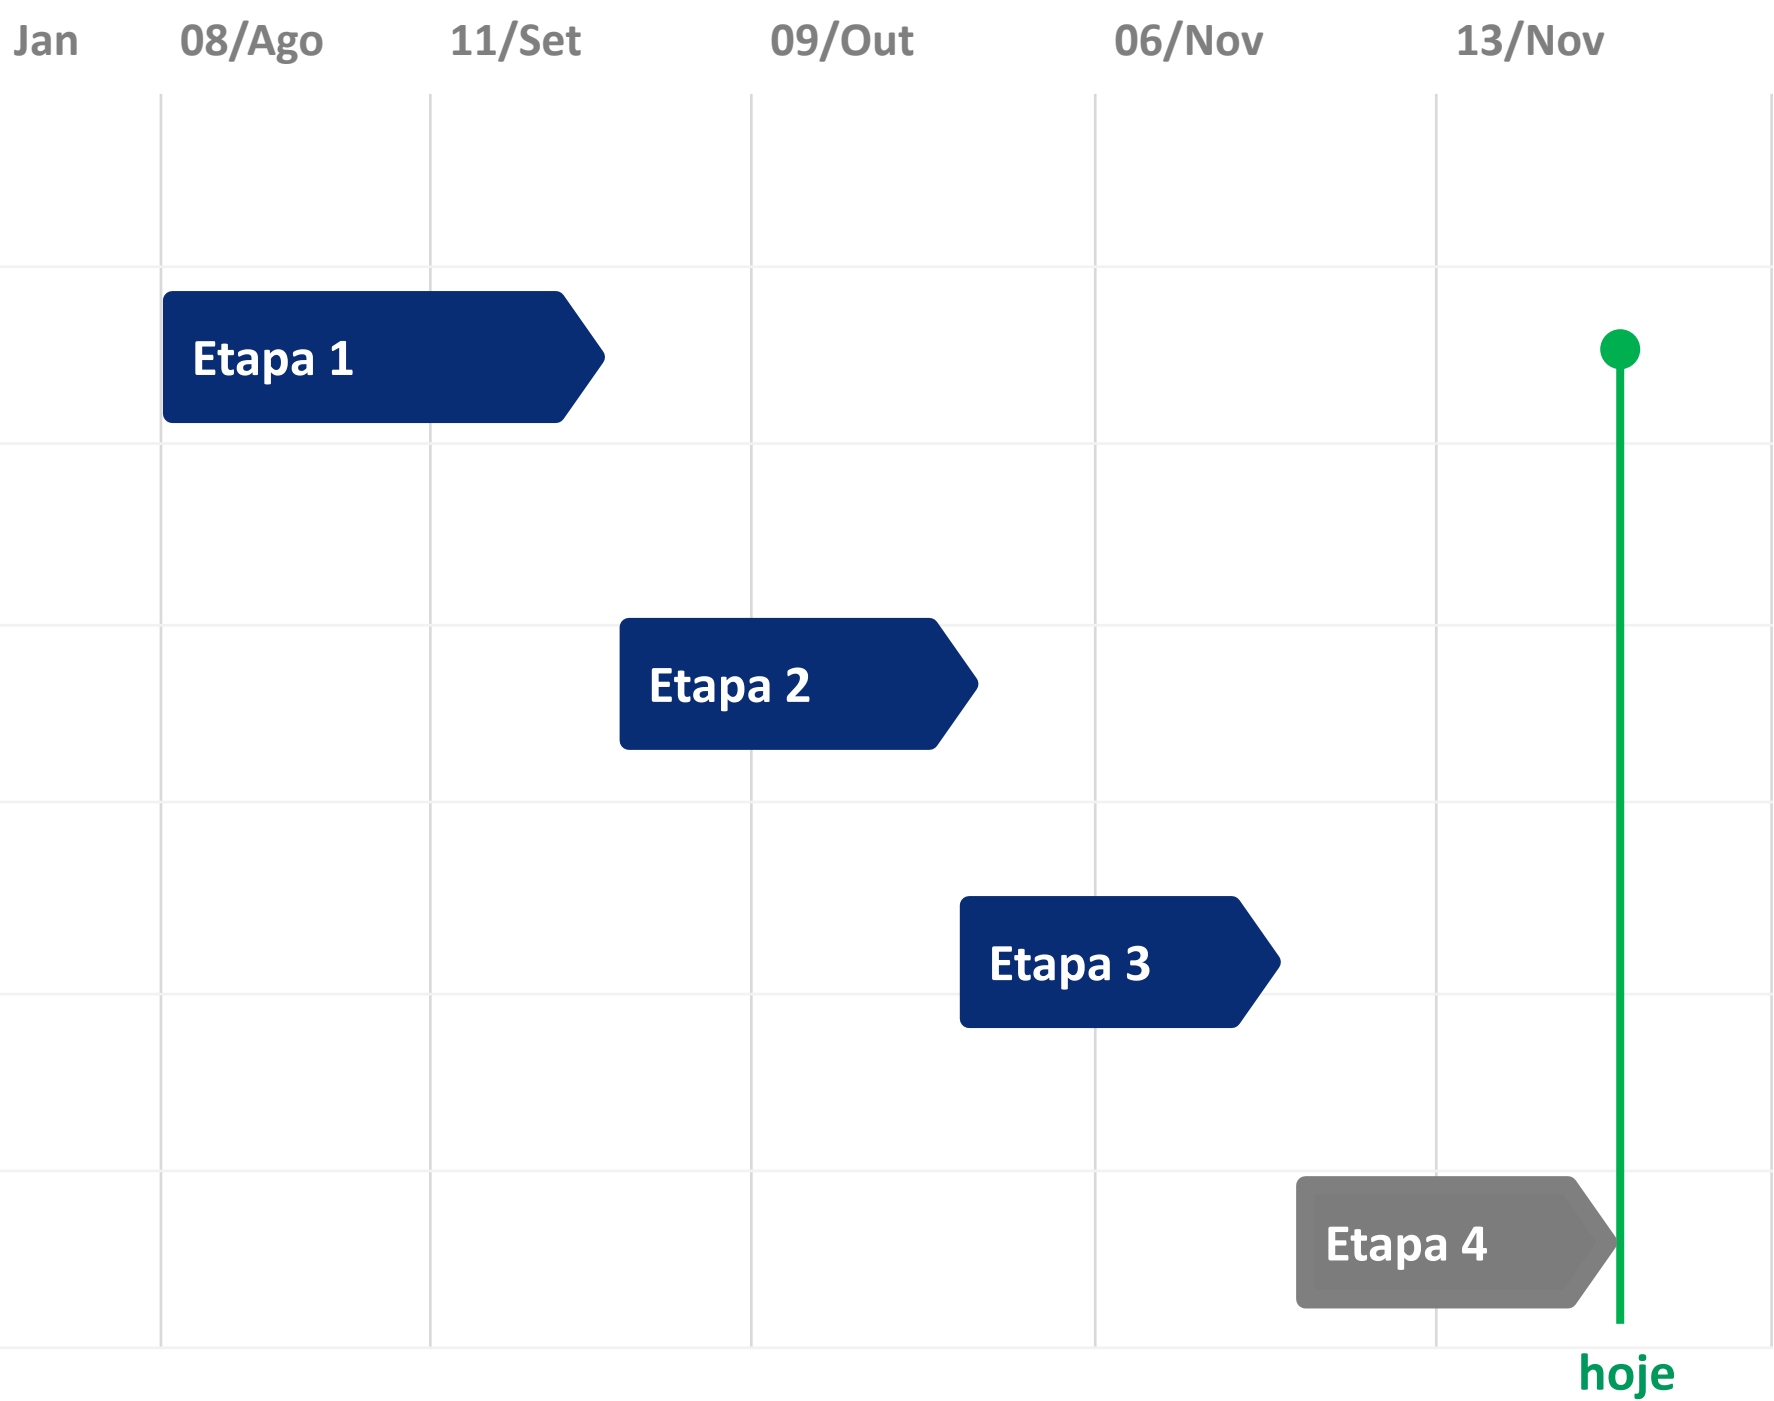 Jan 08/Ago 11/Set 09/Out 06/Nov 13/Nov
Etapa 1
Etapa 2
Etapa 3
Etapa 4
hoje